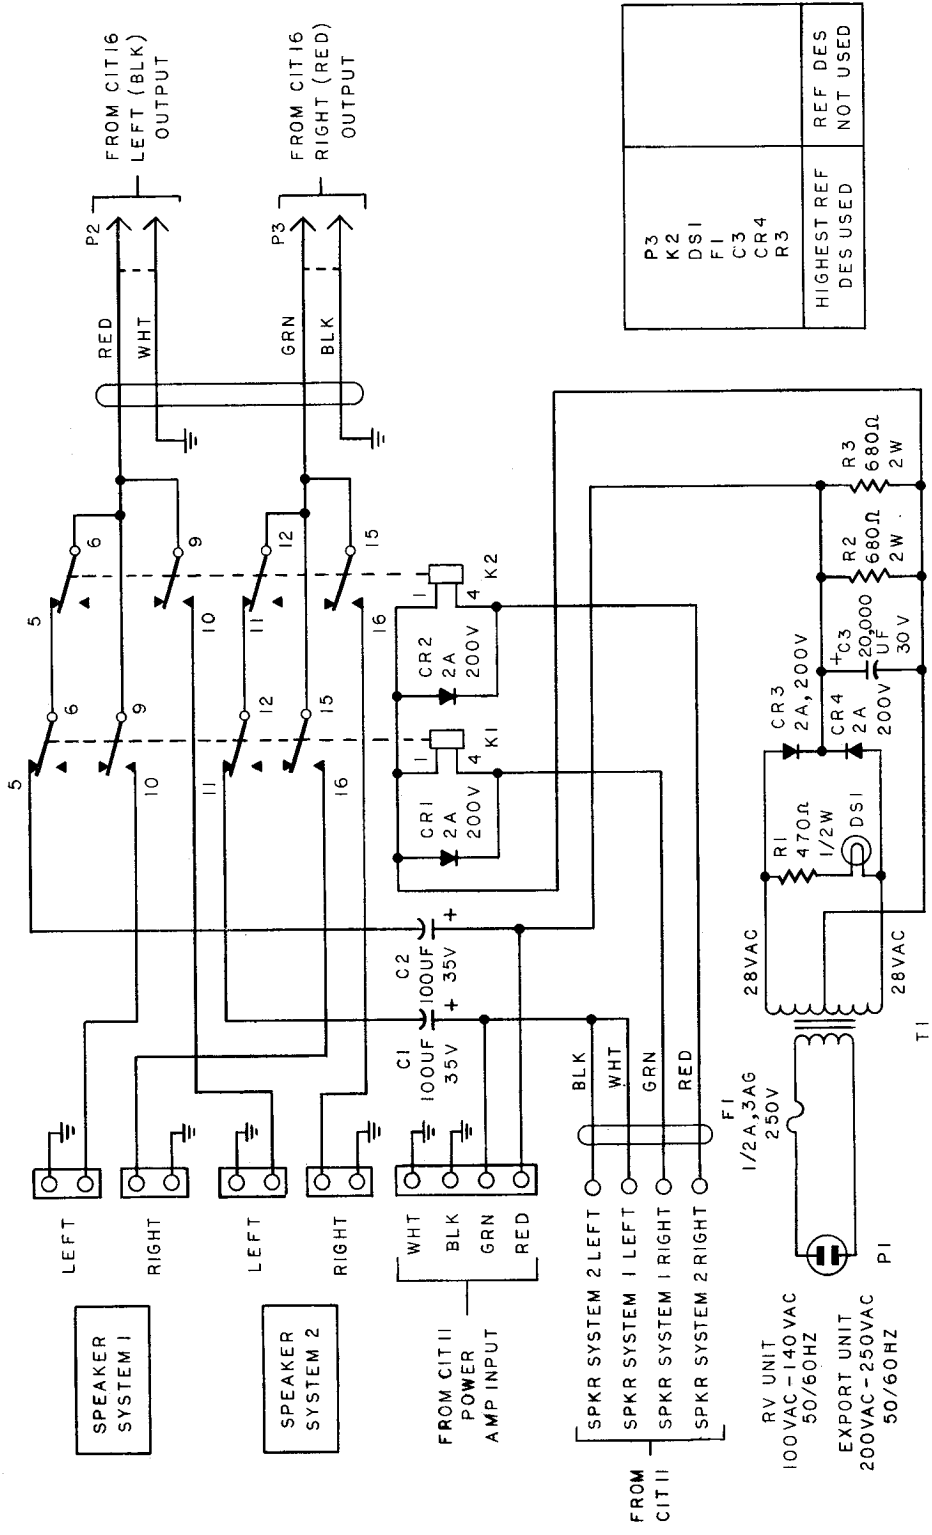 FROM CIT16
LEFT (BLK)
OUTPUT
FROM CIT16
RIGHT (RED)
OUTPUT
P2
P3
RED
WHT
GRN
BLK
5
6
9
10
11
12
15
16
5
6
9
10
11
12
15
16
1
4
K2
CR2
2A
200V
1
4
K1
CR1
2A
200V
C2
100UF
35V
+
C1
100UF
35V
+
SPEAKER
SYSTEM 1
LEFT
RIGHT
SPEAKER
SYSTEM 2
LEFT
RIGHT
FROM CIT11
POWER
AMP INPUT
WHT
BLK
GRN
RED
FROM
CIT11
SPKR SYSTEM 2 LEFT
SPKR SYSTEM 1 LEFT
SPKR SYSTEM 1 RIGHT
SPKR SYSTEM 2 RIGHT
BLK
WHT
GRN
RED
RV UNIT
100VAC-140VAC
50/60HZ
EXPORT UNIT
200VAC-250VAC
50/60HZ
P1
F1
1/2A,3AG
250V
T1
28VAC
28VAC
R1
470Ω
1/2W
DS1
CR3
2A,200V
CR4
2A
200V
+
C3
20,000
UF
30V
R2
680Ω
2W
R3
680Ω
2W
P3
K2
DS1
F1
C3
CR4
R3
HIGHEST REF
DES USED
REF DES
NOT USED